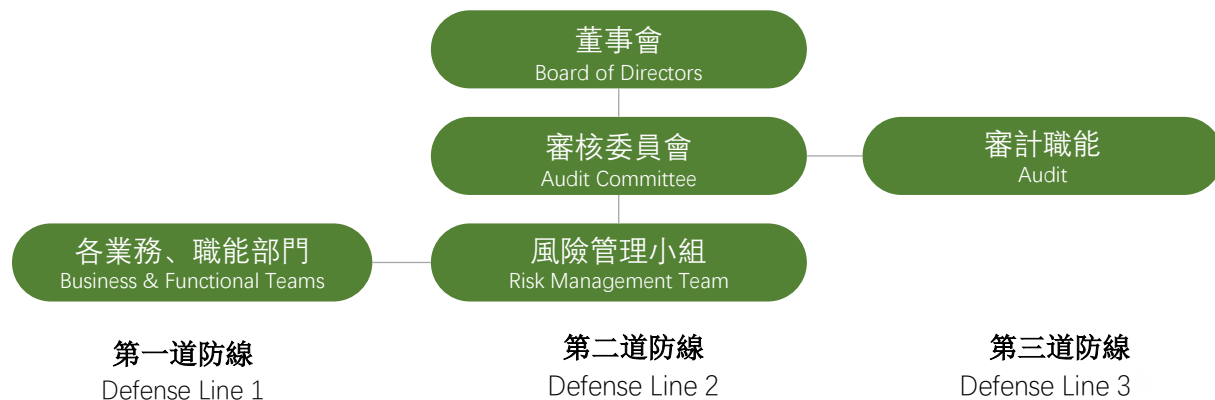 董事會
Board of Directors
審核委員會
Audit Committee
審計職能
Audit
各業務、職能部門
Business & Functional Teams
風險管理小組
Risk Management Team
第一道防線
Defense Line 1
第二道防線
Defense Line 2
第三道防線
Defense Line 3